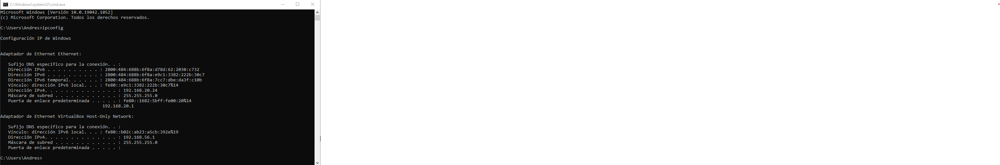 C:\Windows\system32\cmd.exe
Microsoft Windows [Versión 10.0.19042.1052]
(c) Microsoft Corporation. Todos los derechos reservados.
C:\Users\Andres>ipconfig
Configuración IP de Windows
Adaptador de Ethernet Ethernet:
Sufijo DNS específico para la conexión. . :
Dirección IPv6 . . . . . . . . . . : 2800:484:688b:6f8a:d78d:62:2030:c732
Dirección IPv6 . . . . . . . . . . : 2800:484:688b:6f8a:e9c1:3382:222b:30c7
Dirección IPv6 temporal. . . . . . : 2800:484:688b:6f8a:7cc7:dbe:da3f:c10b
Vínculo: dirección IPv6 local. . . : fe80::e9c1:3382:222b:30c7%14
Dirección IPv4. . . . . . . . . . . . . . : 192.168.20.24
Máscara de subred . . . . . . . . . . . . : 255.255.255.0
Puerta de enlace predeterminada . . . . . : fe80::1682:5bff:fe00:20%14
192.168.20.1
Adaptador de Ethernet VirtualBox Host-Only Network:
Sufijo DNS específico para la conexión. . :
Vínculo: dirección IPv6 local. . . : fe80::b02c:ab23:a5cb:392e%19
Dirección IPv4. . . . . . . . . . . . . . : 192.168.56.1
Máscara de subred . . . . . . . . . . . . : 255.255.255.0
Puerta de enlace predeterminada . . . . . :
C:\Users\Andres>